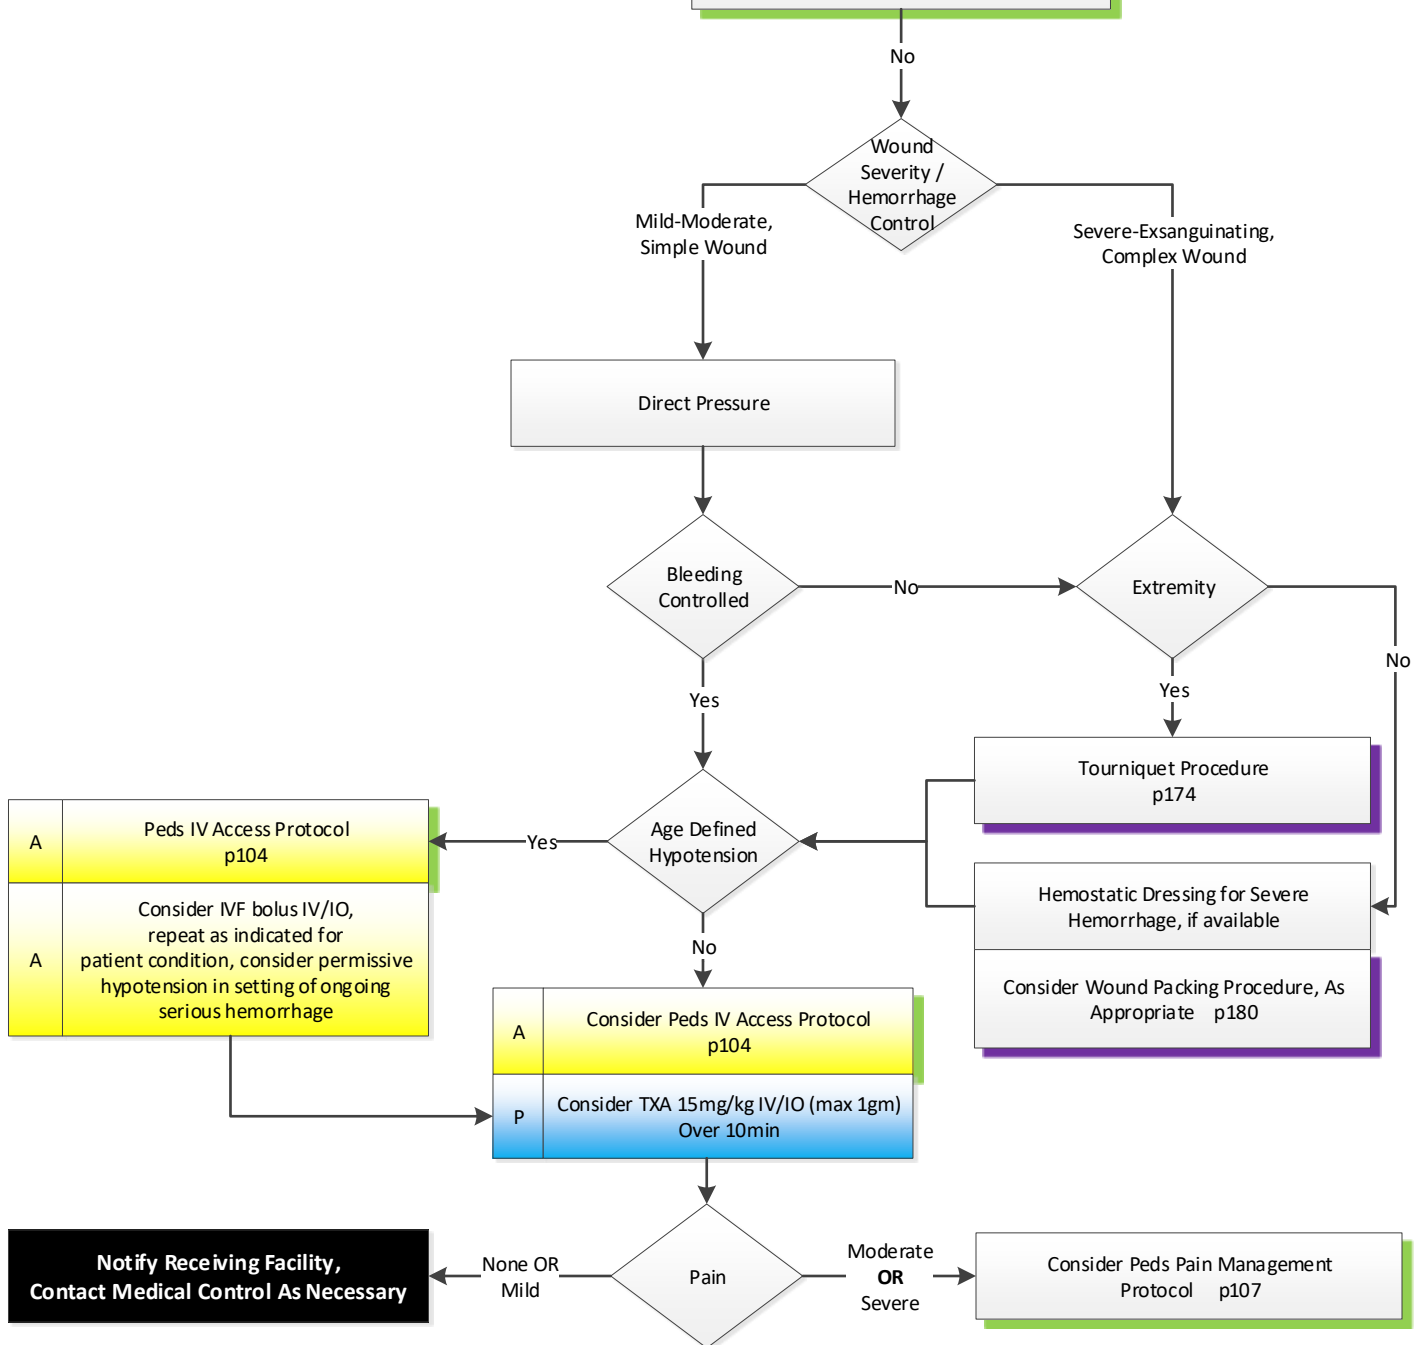 No
Wound
Severity /
Hemorrhage
Control
Mild-Moderate,
Simple Wound
Severe-Exsanguinating,
Complex Wound
Direct Pressure
Bleeding
Controlled
No
Extremity
No
Yes
Yes
Tourniquet Procedure
p174
Age Defined
Hypotension
Yes
A
Peds IV Access Protocol
p104
A
Consider IVF bolus IV/IO,
repeat as indicated for
patient condition, consider permissive
hypotension in setting of ongoing
serious hemorrhage
Hemostatic Dressing for Severe
Hemorrhage, if available
Consider Wound Packing Procedure, As
Appropriate p180
No
A
Consider Peds IV Access Protocol
p104
P
Consider TXA 15mg/kg IV/IO (max 1gm)
Over 10min
Notify Receiving Facility,
Contact Medical Control As Necessary
None OR
Mild
Pain
Moderate
OR
Severe
Consider Peds Pain Management
Protocol p107